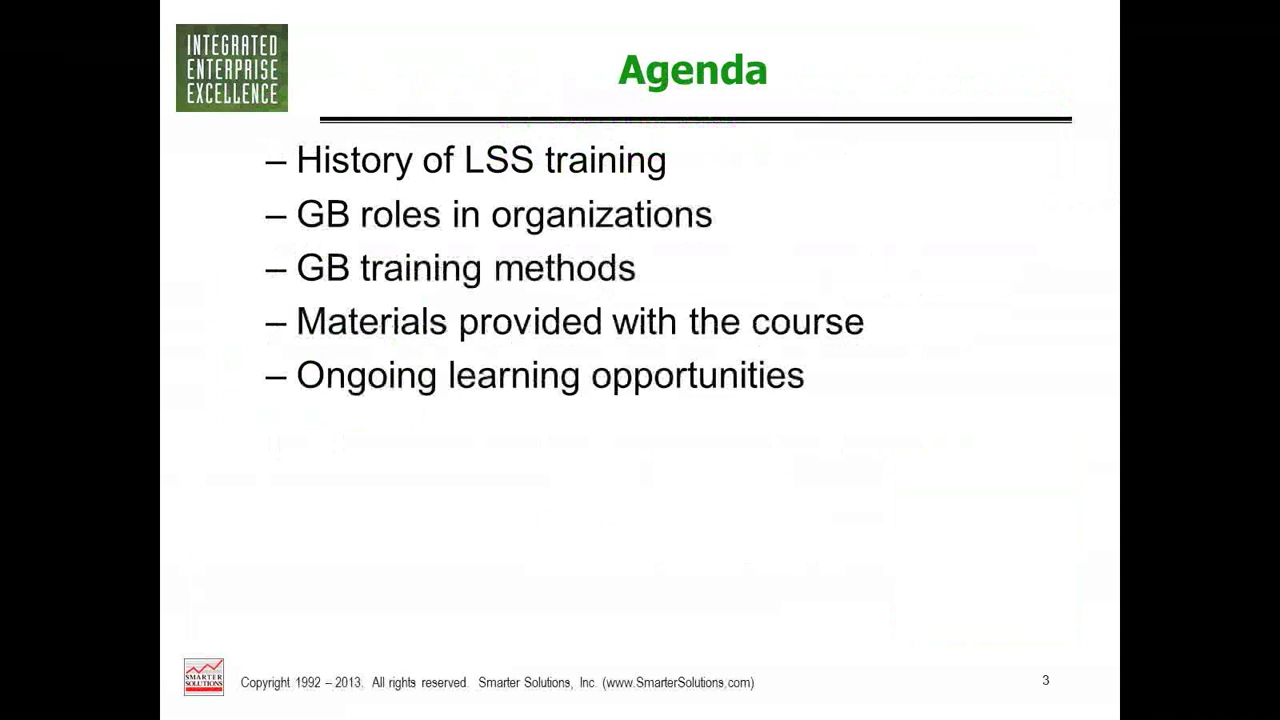 INTEGRATED
ENTERPRISE
EXCELLENCE
Agenda
– History of LSS training
– GB roles in organizations
– GB training methods
– Materials provided with the course
– Ongoing learning opportunities
SMARTER
SOLUTIONS
Copyright 1992 – 2013. All rights reserved. Smarter Solutions, Inc. (www.SmarterSolutions.com)
3